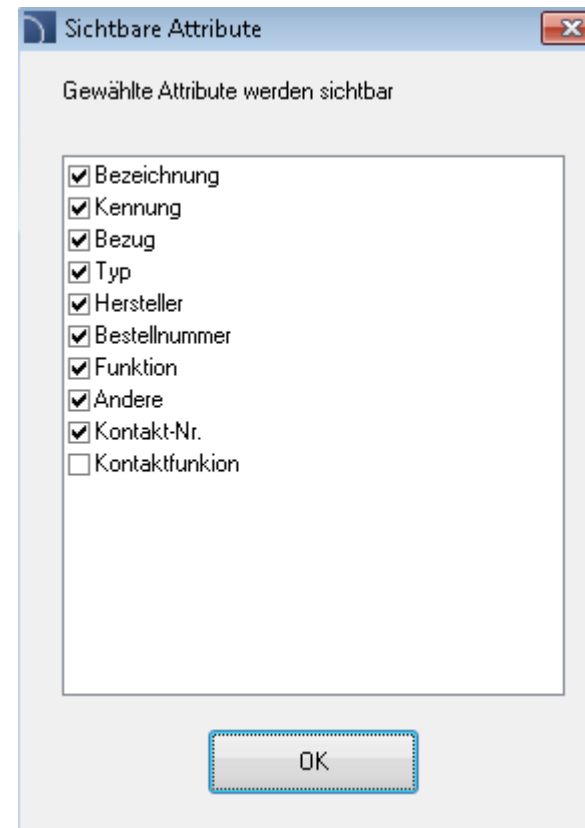 Sichtbare Attribute
Gewählte Attribute werden sichtbar
Bezeichnung
Kennung
Bezug
Typ
Hersteller
Bestellnummer
Funktion
Andere
Kontakt-Nr.
Kontaktfunkion
OK